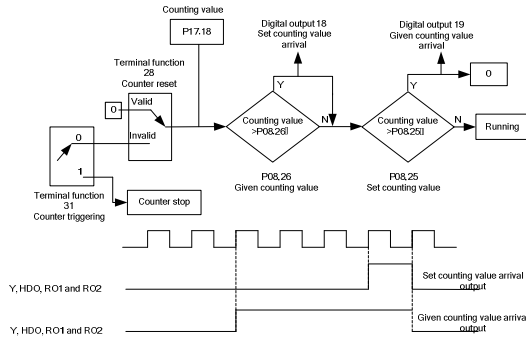 Counting value
P17.18
Digital output 18
Set counting value
arrival
Digital output 19
Given counting value
arrival
Terminal function
28
Counter reset
Valid
0
Invalid
Y
Counting value
>P08.26
N
P08,26
Given counting value
Y
Counting value
>P08.25
N
P08,25
Set counting value
0
Running
0
1
Terminal function
31
Counter triggering
Counter stop
Y, HDO, RO1 and RO2
Set counting value arrival
output
Y, HDO, RO1 and RO2
Given counting value arrival
output